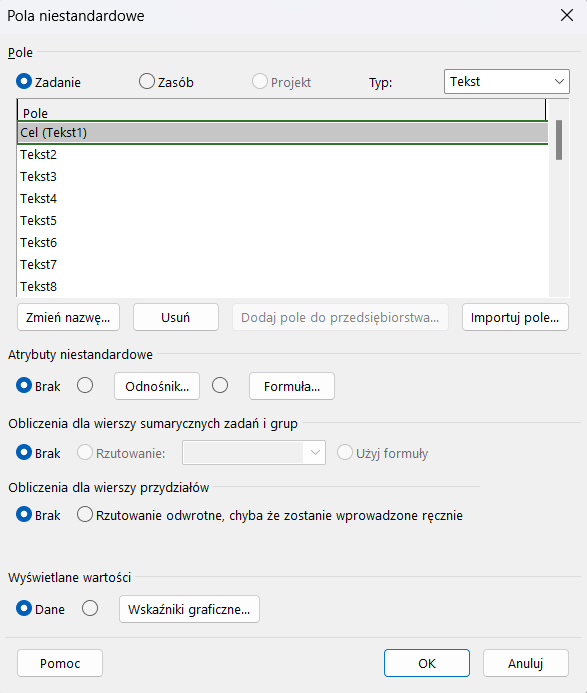 Pola niestandardowe
Pole
Zadanie Zasób Projekt Typ: Tekst
Pole
Cel (Tekst1)
Tekst2
Tekst3
Tekst4
Tekst5
Tekst6
Tekst7
Tekst8
Zmień nazwę... Usuń Dodaj pole do przedsiębiorstwa... Importuj pole...
Atrybuty niestandardowe
Brak Odnośnik... Formuła...
Obliczenia dla wierszy sumarycznych zadań i grup
Brak Rzutowanie: Użyj formuły
Obliczenia dla wierszy przydziałów
Brak Rzutowanie odwrotne, chyba że zostanie wprowadzone ręcznie
Wyświetlane wartości
Dane Wskaźniki graficzne...
Pomoc OK Anuluj